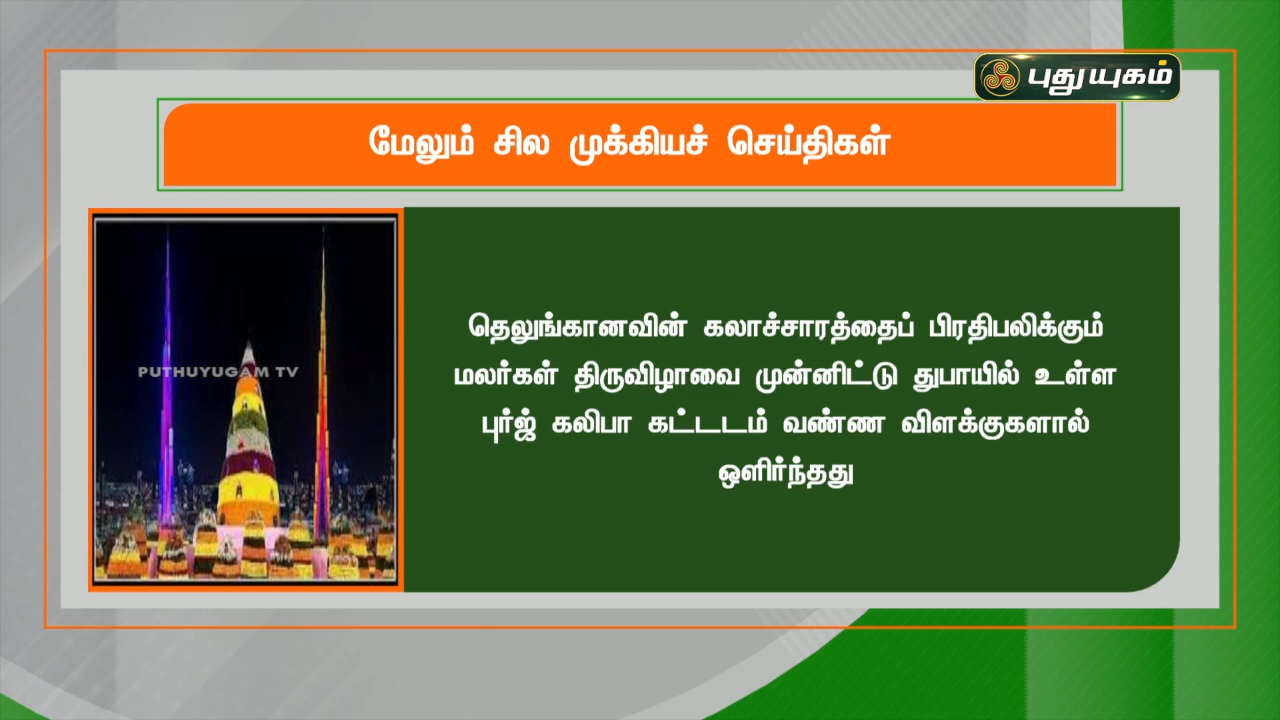 புதுயுகம்
மேலும் சில முக்கியச் செய்திகள்
PUTHUYUGAM TV
தெலுங்கானவின் கலாச்சாரத்தைப் பிரதிபலிக்கும்
மலர்கள் திருவிழாவை முன்னிட்டு துபாயில் உள்ள
புர்ஜ் கலிபா கட்டடம் வண்ண விளக்குகளால்
ஒளிர்ந்தது